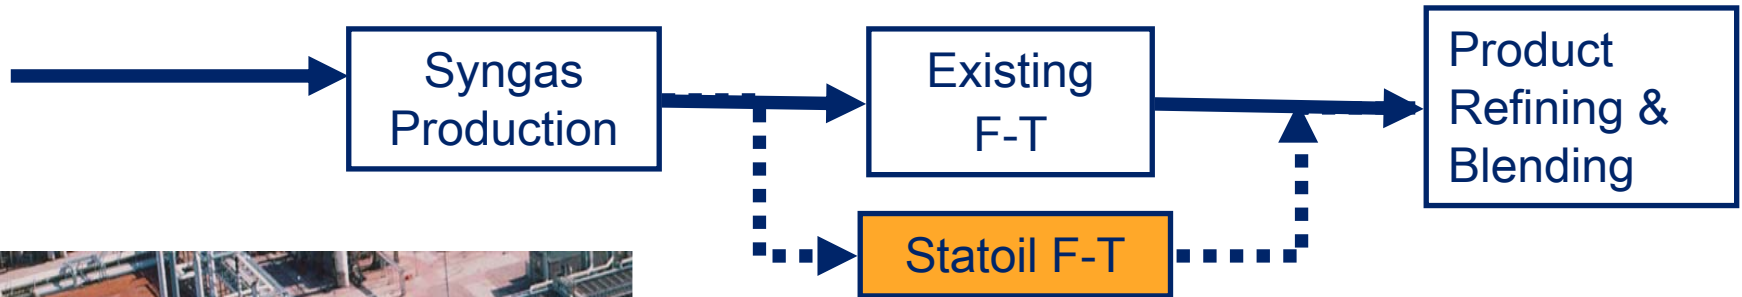 Syngas
Production
Existing
F-T
Statoil F-T
Product
Refining &
Blending